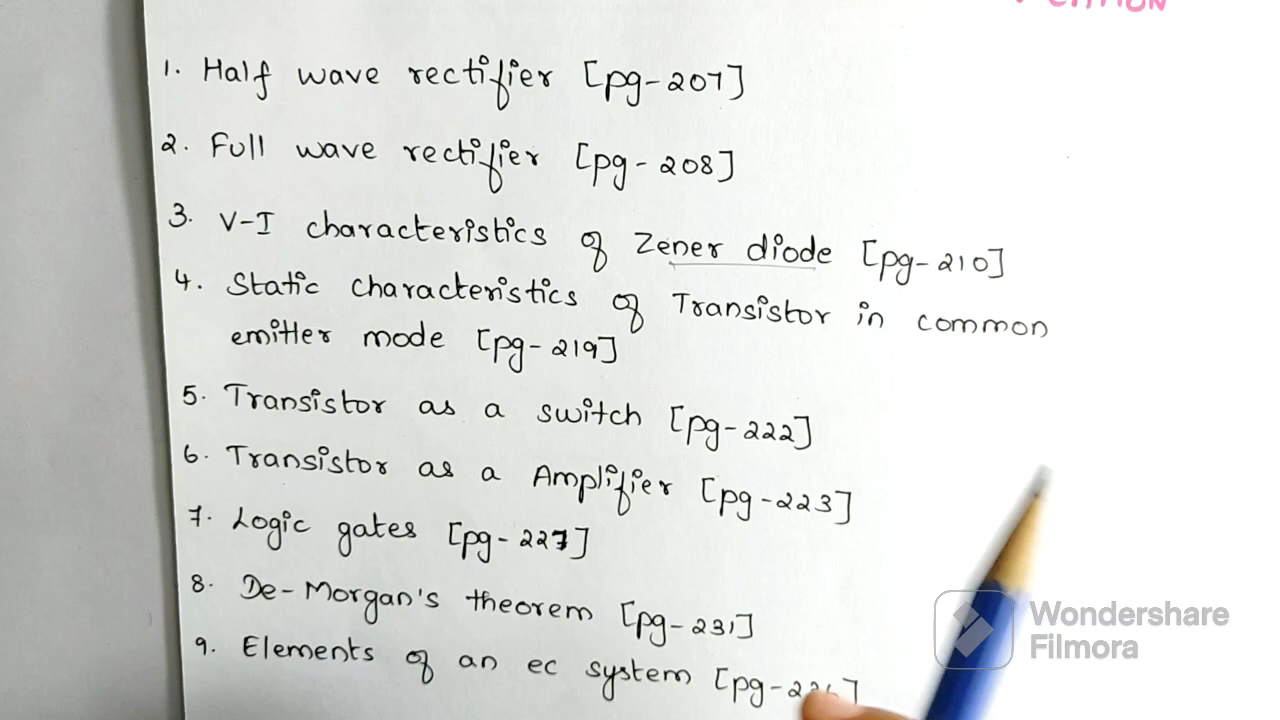 1. Half wave rectifier [pg-207]
2. Full wave rectifier [pg-208]
3. V-I characteristics of Zener diode [pg-210]
4. Static characteristics of Transistor in common
emitter mode [pg-219]
5. Transistor as a switch [pg-222]
6. Transistor as a Amplifier [pg-223]
7. Logic gates [pg-227]
8. De-Morgan's theorem [pg-231]
9. Elements of an ec system
Wondershare
Filmora